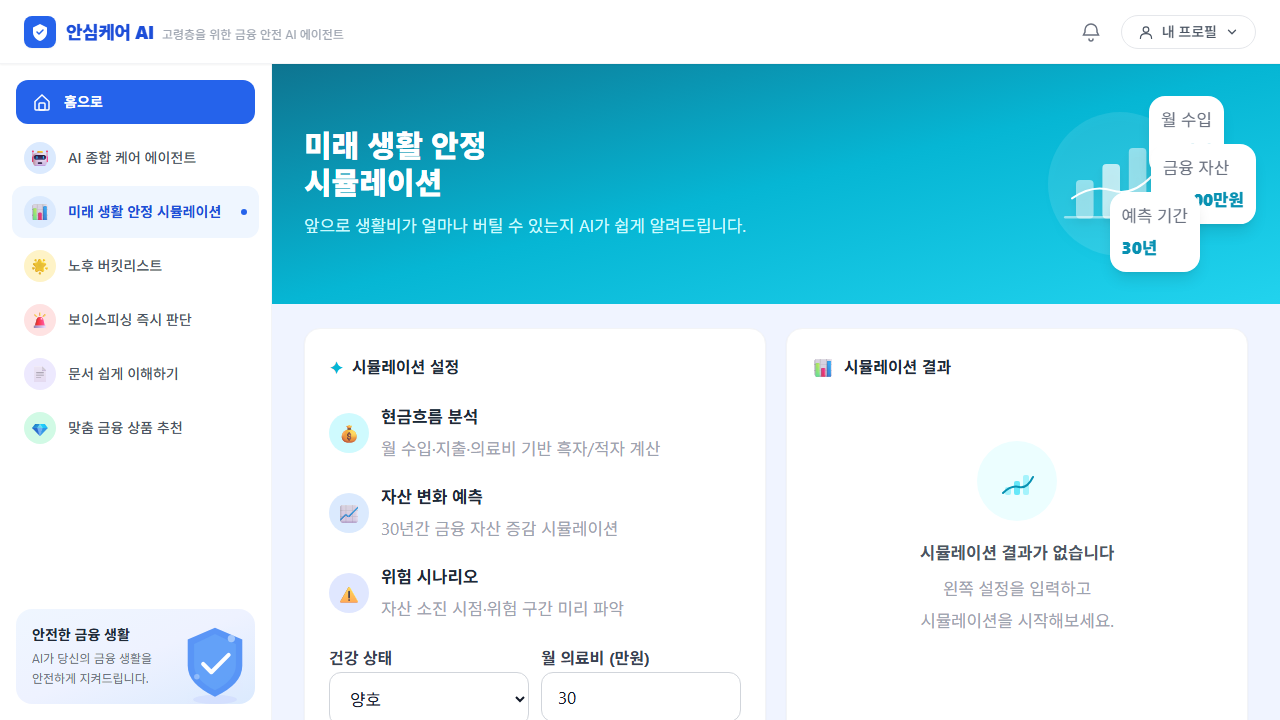 안심케어 AI
고령층을 위한 금융 안전 AI 에이전트
내 프로필
홈으로
AI 종합 케어 에이전트
미래 생활 안정 시뮬레이션
노후 버킷리스트
보이스피싱 즉시 판단
문서 쉽게 이해하기
맞춤 금융 상품 추천
안전한 금융 생활
AI가 당신의 금융 생활을
안전하게 지켜드립니다.
미래 생활 안정
시뮬레이션
앞으로 생활비가 얼마나 버틸 수 있는지 AI가 쉽게 알려드립니다.
월 수입
금융 자산
00만원
예측 기간
30년
시뮬레이션 설정
현금흐름 분석
월 수입·지출·의료비 기반 흑자/적자 계산
자산 변화 예측
30년간 금융 자산 증감 시뮬레이션
위험 시나리오
자산 소진 시점·위험 구간 미리 파악
건강 상태
월 의료비 (만원)
양호
30
시뮬레이션 결과
시뮬레이션 결과가 없습니다
왼쪽 설정을 입력하고
시뮬레이션을 시작해보세요.